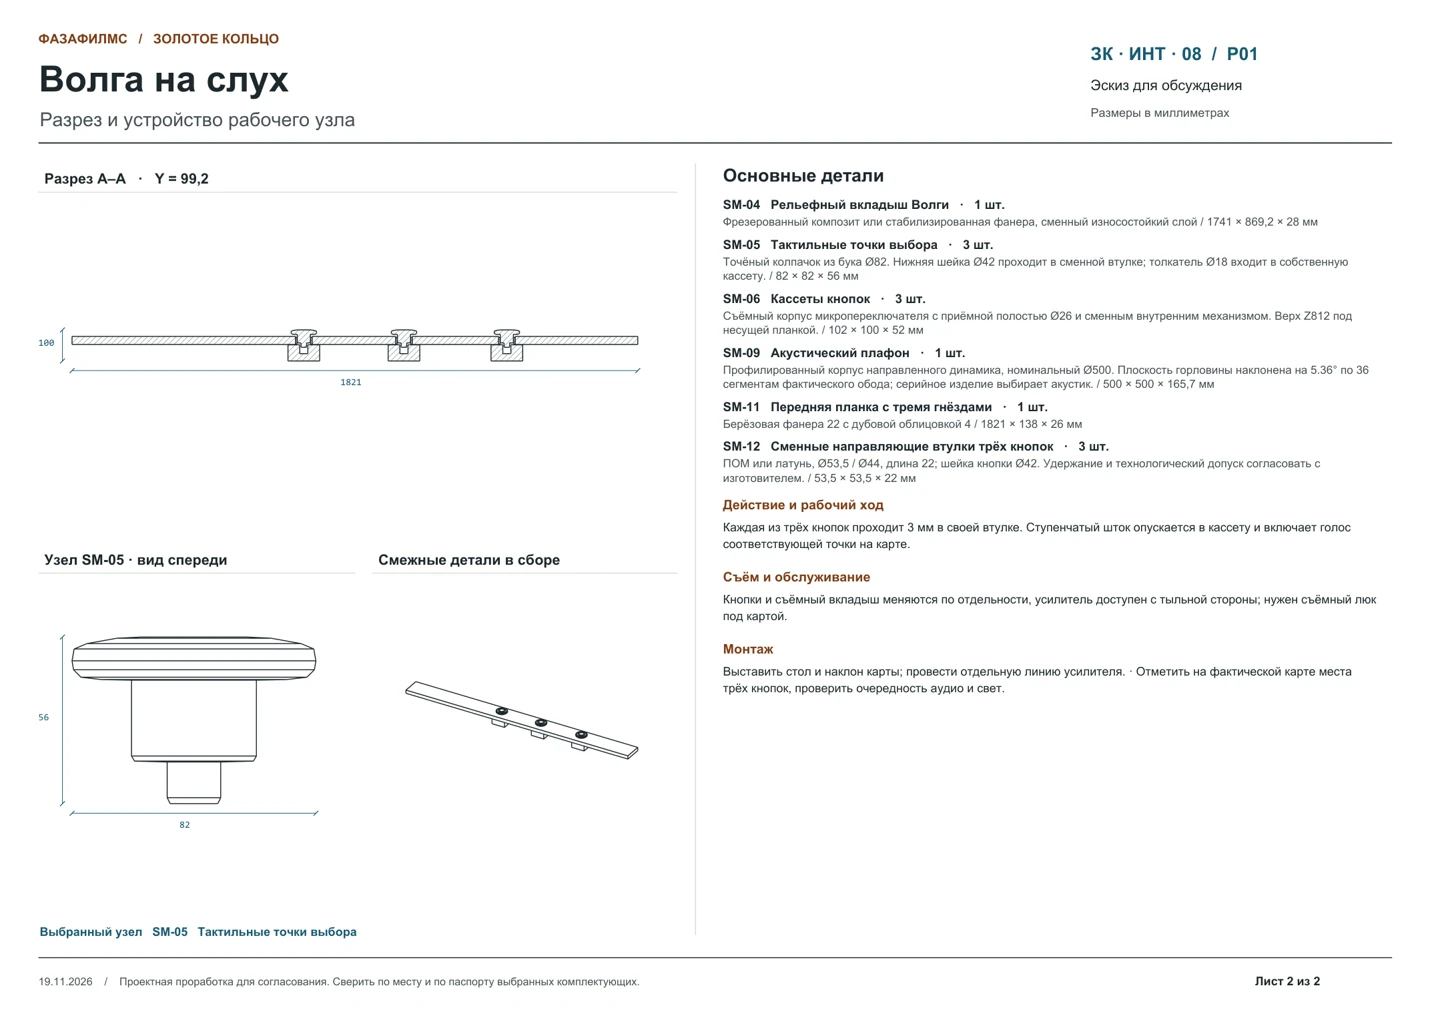 ФАЗАФИЛМС / ЗОЛОТОЕ КОЛЬЦО
Волга на слух
Разрез и устройство рабочего узла
ЗК · ИНТ · 08 / Р01
Эскиз для обсуждения
Размеры в миллиметрах
Разрез А–А · Y = 99,2
100
1821
Узел SM-05 · вид спереди
56
82
Смежные детали в сборе
Выбранный узел SM-05 Тактильные точки выбора
Основные детали
SM-04 Рельефный вкладыш Волги · 1 шт.
Фрезерованный композит или стабилизированная фанера, сменный износостойкий слой / 1741 × 869,2 × 28 мм
SM-05 Тактильные точки выбора · 3 шт.
Точёный колпачок из бука Ø82. Нижняя шейка Ø42 проходит в сменной втулке; толкатель Ø18 входит в собственную
кассету. / 82 × 82 × 56 мм
SM-06 Кассеты кнопок · 3 шт.
Съёмный корпус микропереключателя с приёмной полостью Ø26 и сменным внутренним механизмом. Верх Z812 под
несущей планкой. / 102 × 100 × 52 мм
SM-09 Акустический плафон · 1 шт.
Профилированный корпус направленного динамика, номинальный Ø500. Плоскость горловины наклонена на 5.36° по 36
сегментам фактического обода; серийное изделие выбирает акустик. / 500 × 500 × 165,7 мм
SM-11 Передняя планка с тремя гнёздами · 1 шт.
Берёзовая фанера 22 с дубовой облицовкой 4 / 1821 × 138 × 26 мм
SM-12 Сменные направляющие втулки трёх кнопок · 3 шт.
ПОМ или латунь, Ø53,5 / Ø44, длина 22; шейка кнопки Ø42. Удержание и технологический допуск согласовать с
изготовителем. / 53,5 × 53,5 × 22 мм
Действие и рабочий ход
Каждая из трёх кнопок проходит 3 мм в своей втулке. Ступенчатый шток опускается в кассету и включает голос
соответствующей точки на карте.
Съём и обслуживание
Кнопки и съёмный вкладыш меняются по отдельности, усилитель доступен с тыльной стороны; нужен съёмный люк
под картой.
Монтаж
Выставить стол и наклон карты; провести отдельную линию усилителя. · Отметить на фактической карте места
трёх кнопок, проверить очередность аудио и свет.
19.11.2026 / Проектная проработка для согласования. Сверить по месту и по паспорту выбранных комплектующих.
Лист 2 из 2